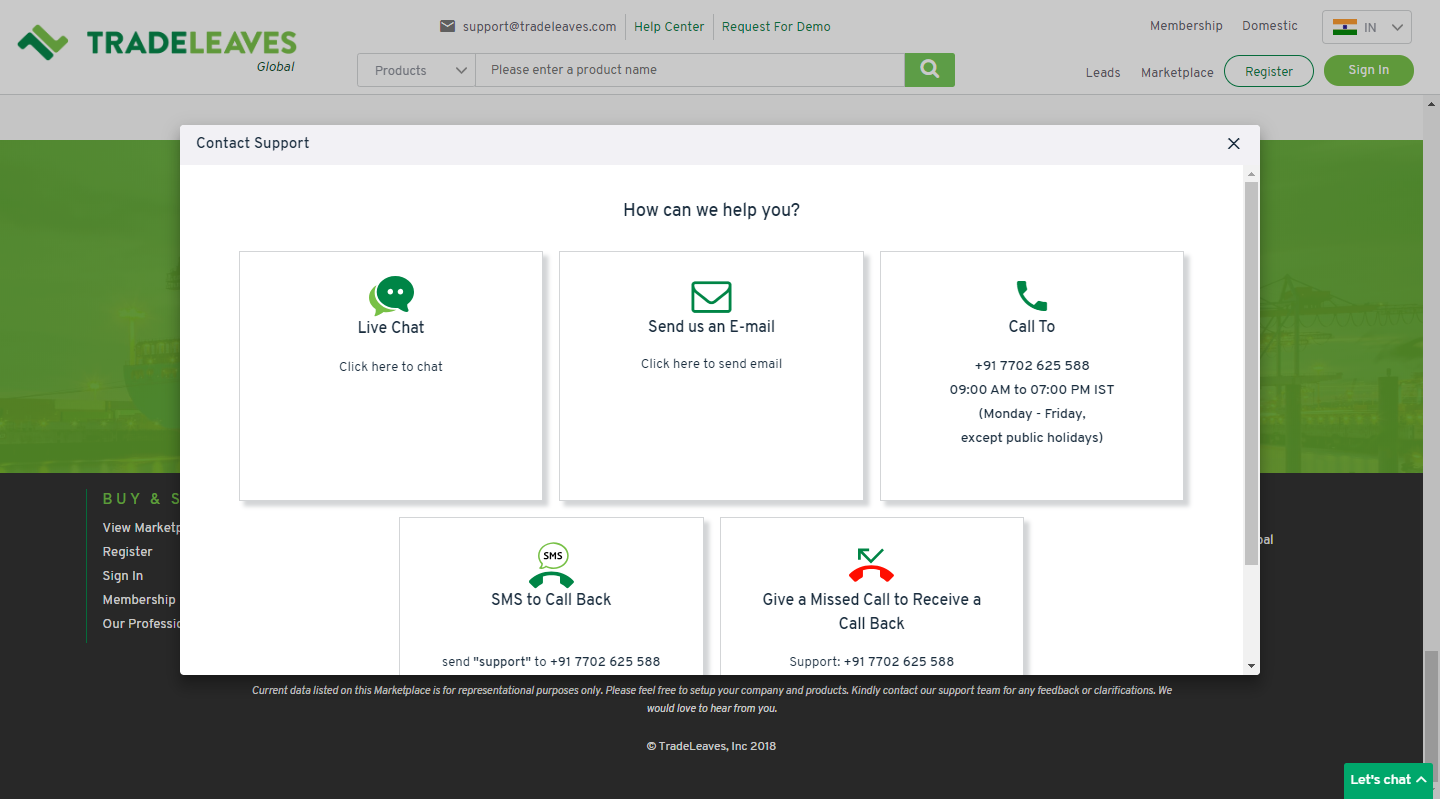 support@tradeleaves.com
Help Center
Request For Demo
Membership
Domestic
IN
TRADELEAVES
Global
Products
Please enter a product name
Leads
Marketplace
Register
Sign In
Contact Support
How can we help you?
Live Chat
Click here to chat
Send us an E-mail
Click here to send email
Call To
+91 7702 625 588
09:00 AM to 07:00 PM IST
(Monday - Friday,
except public holidays)
SMS
SMS to Call Back
send "support" to +91 7702 625 588
Give a Missed Call to Receive a
Call Back
Support: +91 7702 625 588
BUY & S
View Marketp
Register
Sign In
Membership
Our Professio
bal
Current data listed on this Marketplace is for representational purposes only. Please feel free to setup your company and products. Kindly contact our support team for any feedback or clarifications. We
would love to hear from you.
© TradeLeaves, Inc 2018
Let's chat